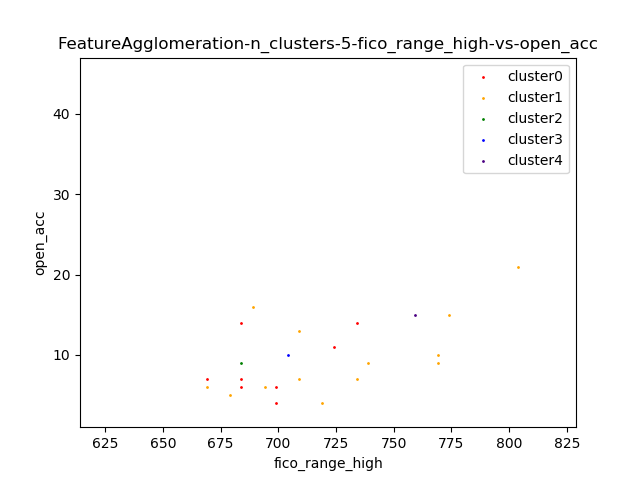 FeatureAgglomeration-n_clusters-5-fico_range_high-vs-open_acc
cluster0
cluster1
cluster2
cluster3
cluster4
open_acc
40
30
20
10
625 650 675 700 725 750 775 800 825
fico_range_high